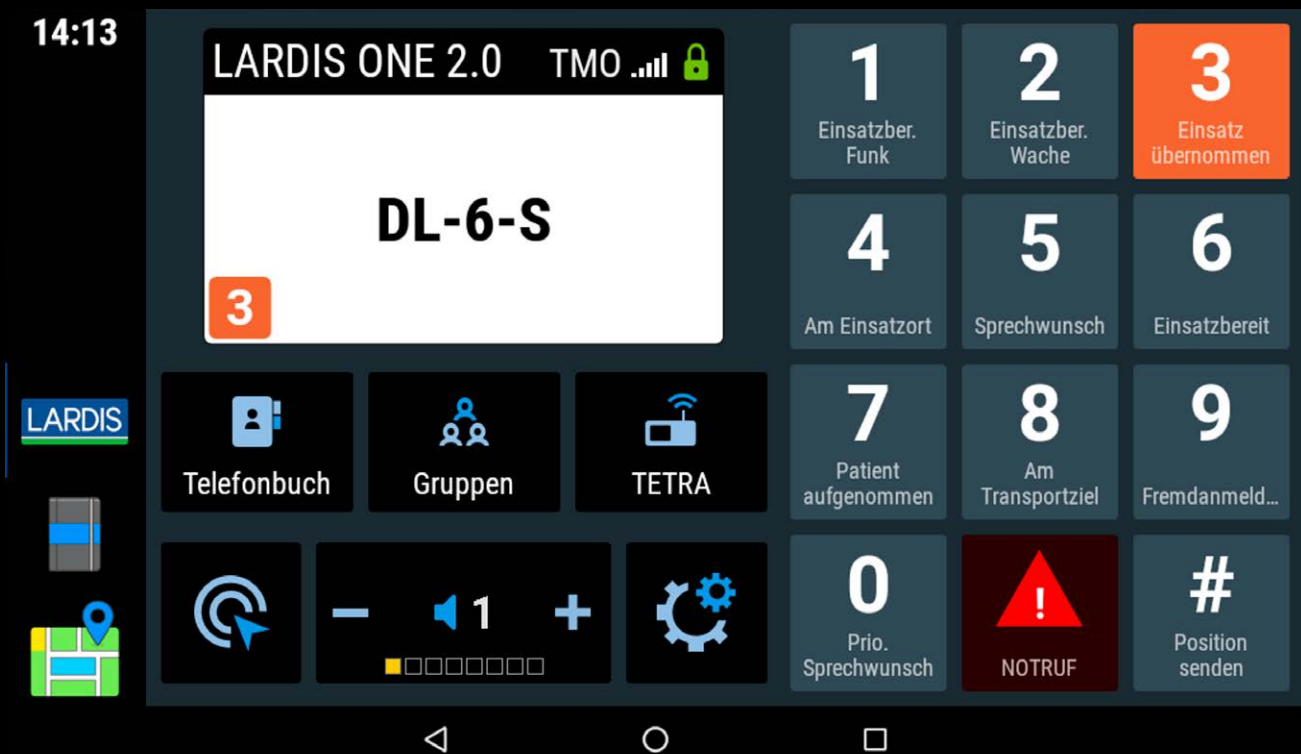 14:13
LARDIS ONE 2.0 TMO
DL-6-S
3
LARDIS
Telefonbuch
Gruppen
TETRA
1
1
Einsatzber.
Funk
2
Einsatzber.
Wache
3
Einsatz
übernommen
4
Am Einsatzort
5
Sprechwunsch
6
Einsatzbereit
7
Patient
aufgenommen
8
Am
Transportziel
9
Fremdanmeld…
0
Prio.
Sprechwunsch
!
NOTRUF
#
Position
senden